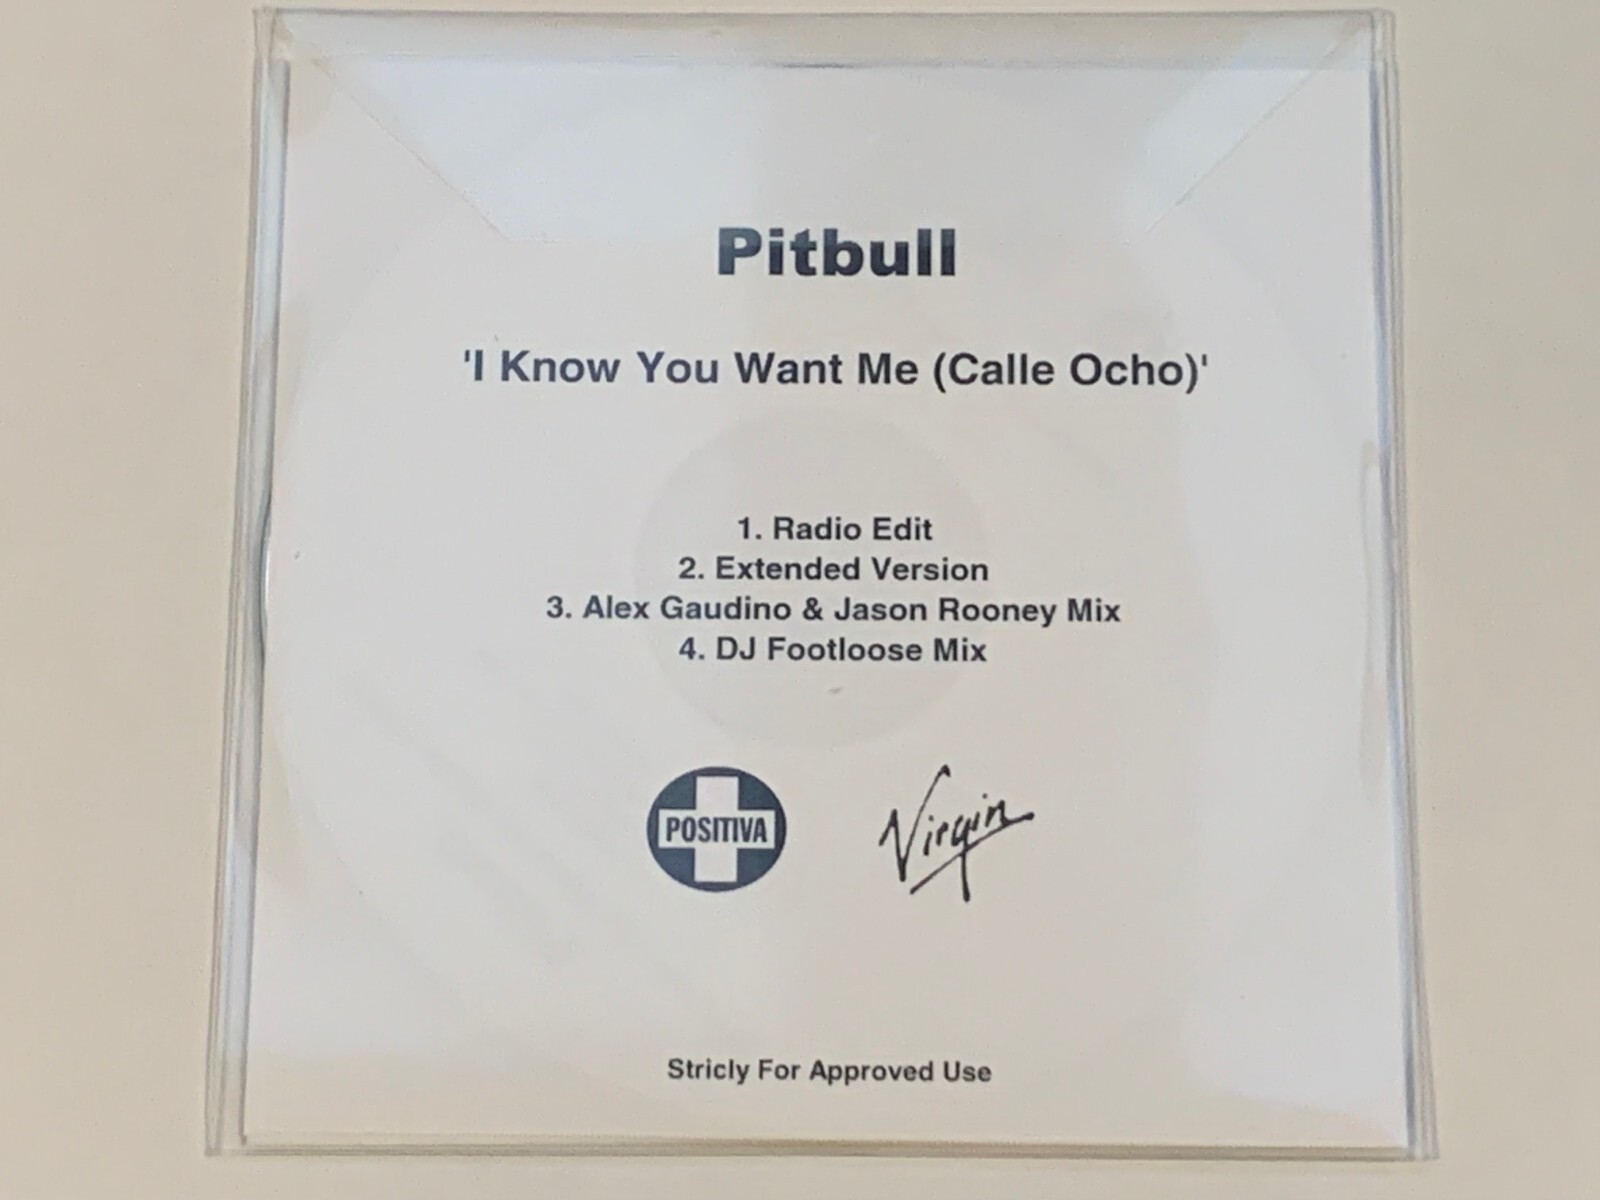 Pitbull
'I Know You Want Me (Calle Ocho)'
1. Radio Edit
2. Extended Version
3. Alex Gaudino & Jason Rooney Mix
4. DJ Footloose Mix
POSITIVA
Virgin
Stricly For Approved Use